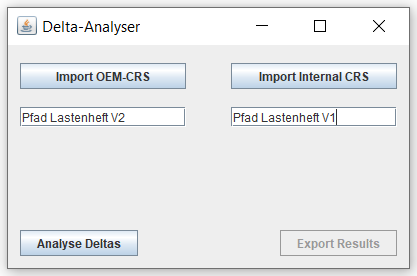 Delta-Analyser
Import OEM-CRS
Import Internal CRS
Pfad Lastenheft V2
Pfad Lastenheft V1
Analyse Deltas
Export Results